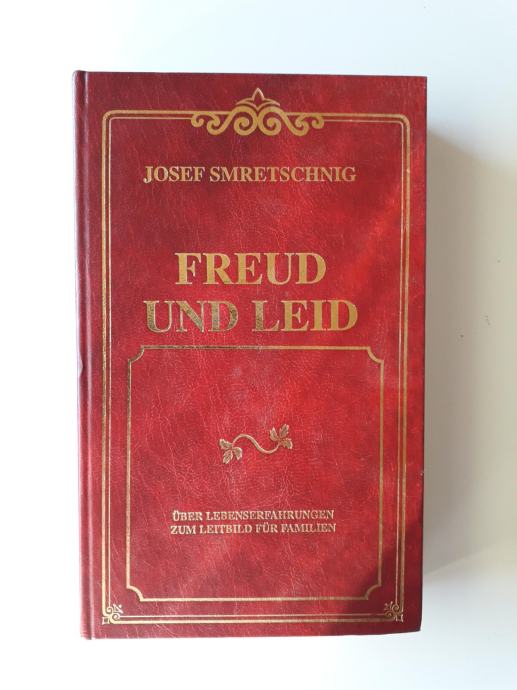 JOSEF SMRETSCHNIG
FREUD
UND LEID
ÜBER LEBENSERFAHRUNGEN
ZUM LEITBILD FÜR FAMILIEN